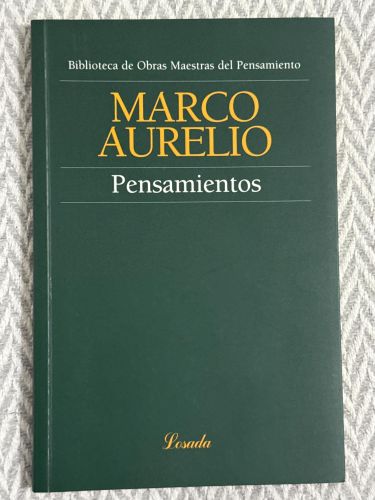 Biblioteca de Obras Maestras del Pensamiento
MARCO
AURELIO
Pensamientos
Losada